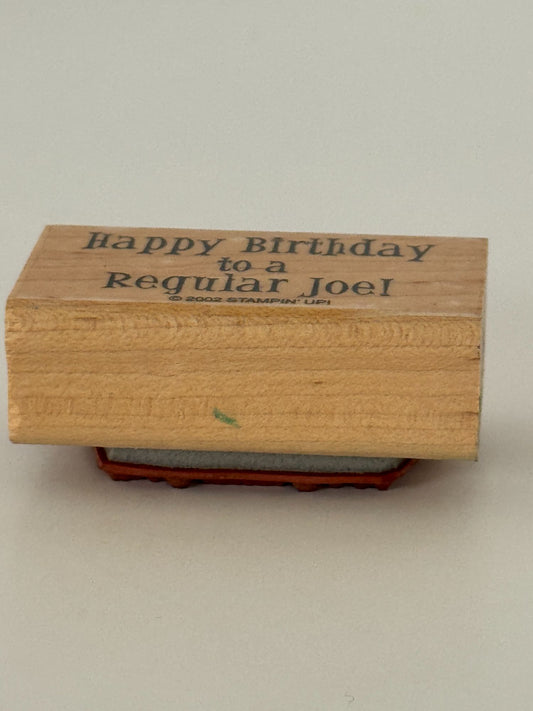 Happy Birthday
to a
Regular Joe!
© 2002 STAMPIN' UP!